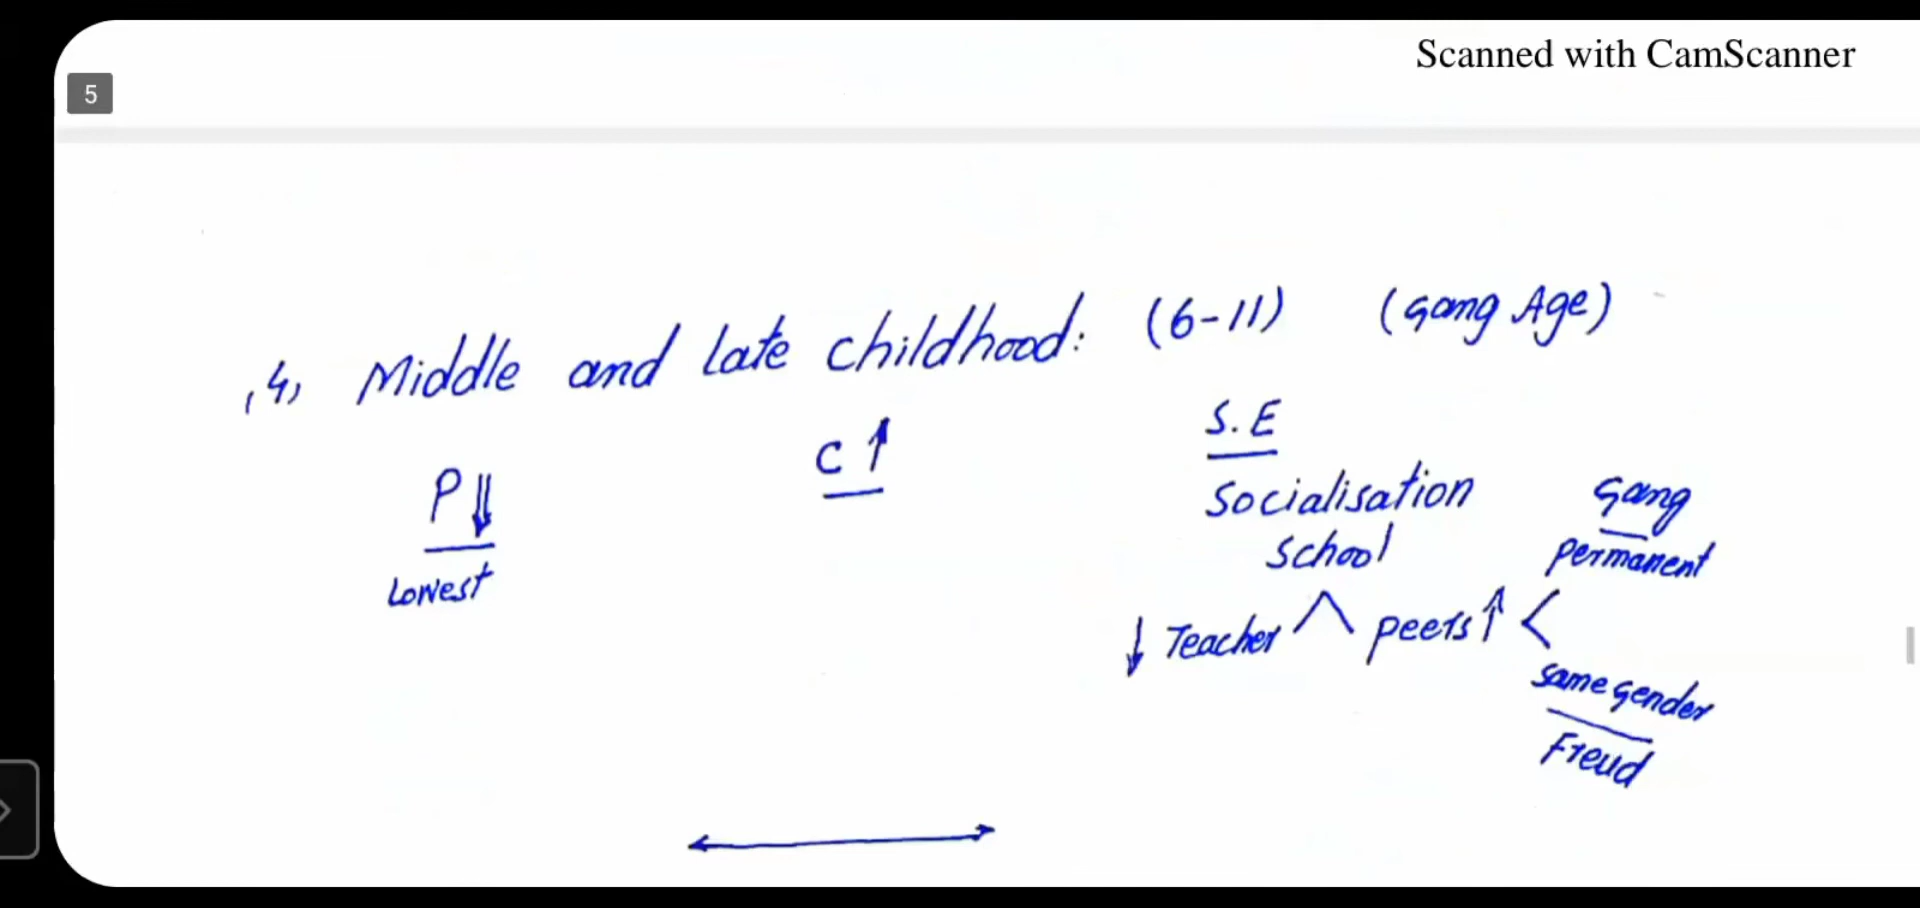 Scanned with CamScanner
5
(4) Middle and late childhood: (6-11) (Gang Age)
P⇓
Lowest
C ↑
S. E
Socialisation
School
↓ Teacher ∧ peers ↑ <
Gang
permanent
same gender
Freud